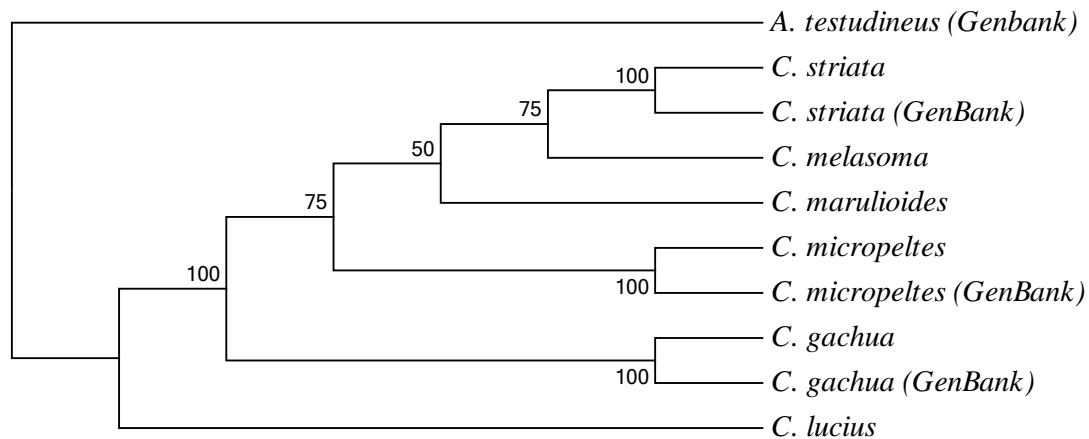 A. testudineus (Genbank)
100
C. striata
C. striata (GenBank)
75
C. melasoma
50
C. marulioides
75
C. micropeltes
100
C. micropeltes (GenBank)
100
C. gachua
100
C. gachua (GenBank)
C. lucius